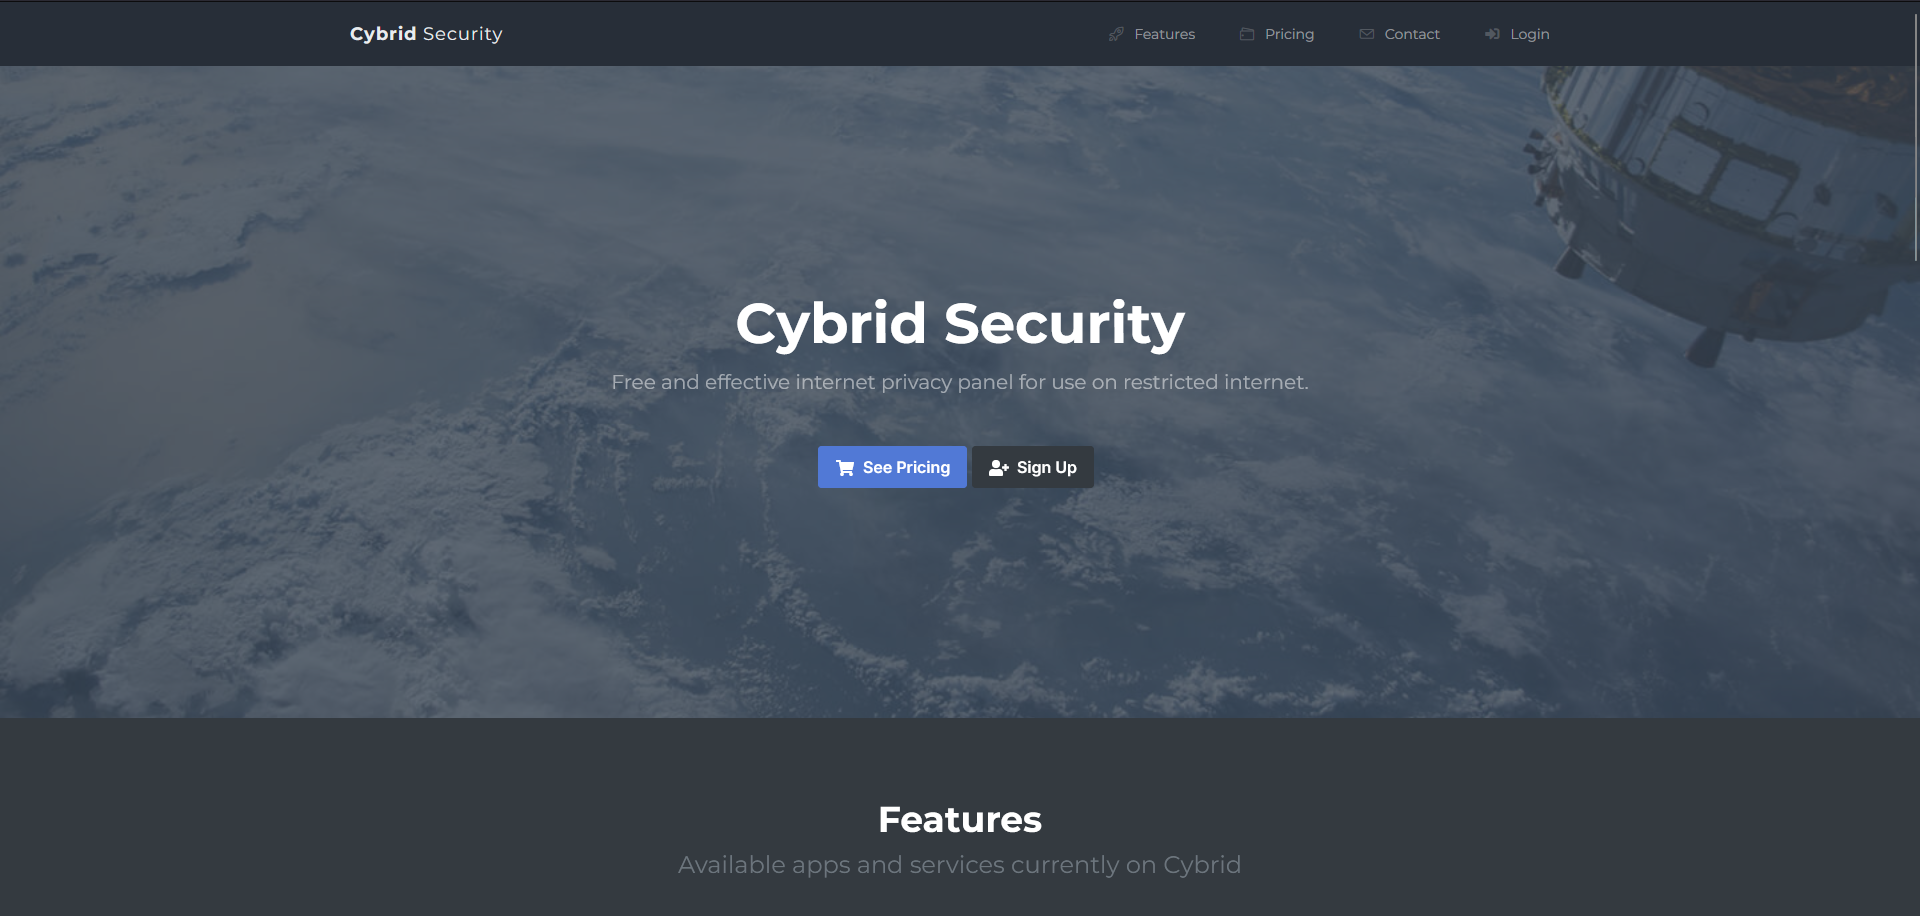 Cybrid Security
Features
Pricing
Contact
Login
Cybrid Security
Free and effective internet privacy panel for use on restricted internet.
See Pricing
Sign Up
Features
Available apps and services currently on Cybrid